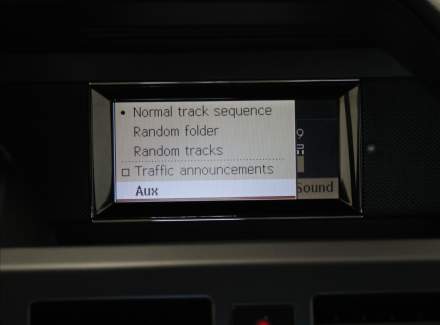 • Normal track sequence
Random folder
Random tracks
Traffic announcements
Aux
Sound